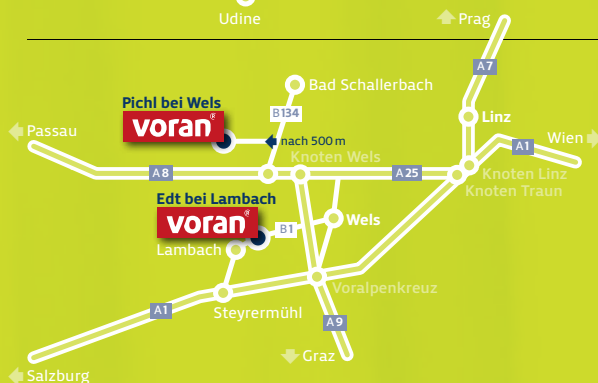 Udine
Prag
A7
Bad Schallerbach
Pichl bei Wels
voran®
B134
Linz
Passau
nach 500 m
Wien
A1
Knoten Wels
A8
A25
Knoten Linz
Knoten Traun
Edt bei Lambach
voran®
B1
Wels
Lambach
Voralpenkreuz
A1
Steyrermühl
A9
Graz
Salzburg